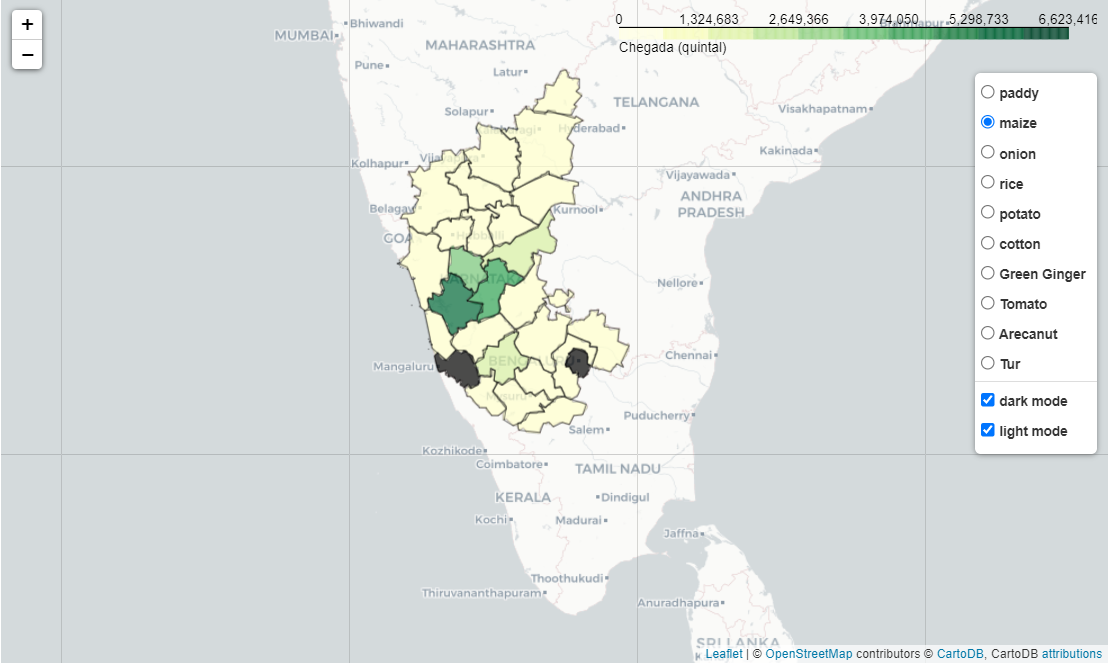 +
−
0 1,324,683 2,649,366 3,974,050 5,298,733 6,623,416
Chegada (quintal)
paddy
maize
onion
rice
potato
cotton
Green Ginger
Tomato
Arecanut
Tur
dark mode
light mode
Bhiwandi
MUMBAI
MAHARASHTRA
Pune
Latur
TELANGANA
Solapur
Visakhapatnam
Hyderabad
Kakinada
Kolhapur
Vijayawada
ANDHRA
PRADESH
Belagavi
Kurnool
GOA
Hubballi
KARNATAKA
Nellore
Chennai
BENGALURU
Mangaluru
Mysuru
Puducherry
Salem
Kozhikode
Coimbatore
TAMIL NADU
KERALA
Dindigul
Kochi
Madurai
Jaffna
Thoothukudi
Thiruvananthapuram
Anuradhapura
SRI LANKA
Leaflet | © OpenStreetMap contributors © CartoDB, CartoDB attributions